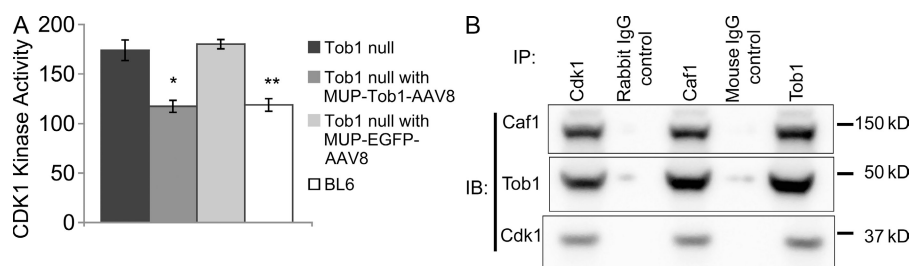 A
200
150
100
50
0
CDK1 Kinase Activity
*
**
Tob1 null
Tob1 null with
MUP-Tob1-AAV8
Tob1 null with
MUP-EGFP-
AAV8
BL6
B
IP:
Cdk1
Rabbit IgG
control
Caf1
Mouse IgG
control
Tob1
IB:
Caf1
150 kD
Tob1
50 kD
Cdk1
37 kD